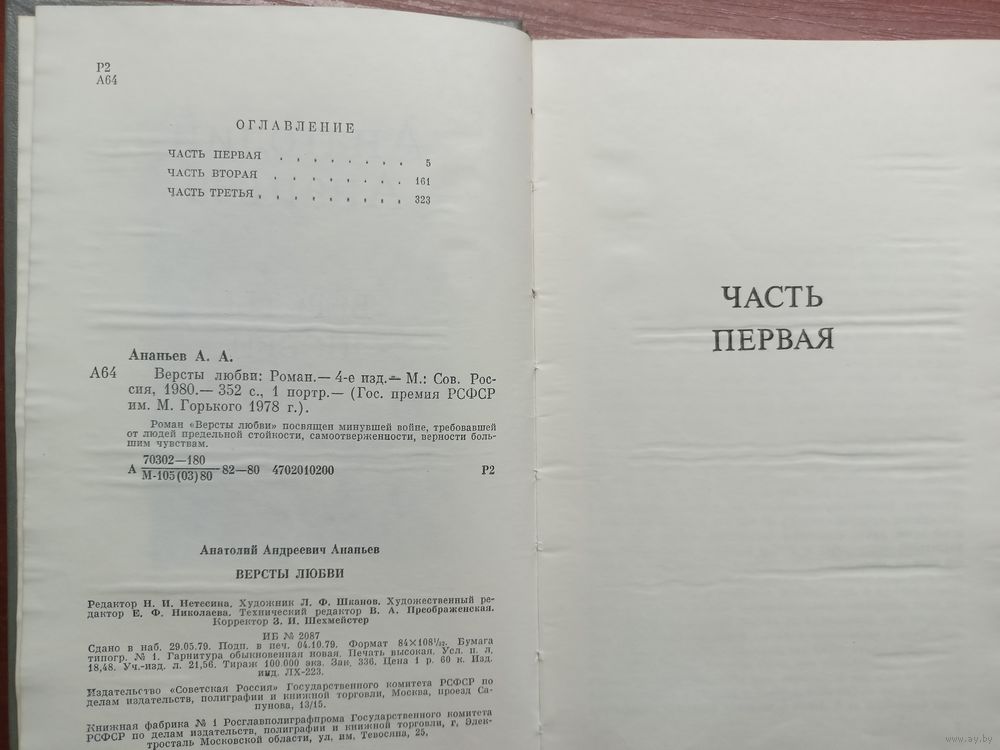 Р2
А64
ОГЛАВЛЕНИЕ
ЧАСТЬ ПЕРВАЯ . . . . . . . . 5
ЧАСТЬ ВТОРАЯ . . . . . . . . 161
ЧАСТЬ ТРЕТЬЯ . . . . . . . . . 323
Ананьев А. А.
А64 Версты любви: Роман.— 4-е изд.— М.: Сов. Рос-
сия, 1980.— 352 с., 1 портр.— (Гос. премия РСФСР
им. М. Горького 1978 г.).
Роман «Версты любви» посвящен минувшей войне, требовавшей
от людей предельной стойкости, самоотверженности, верности боль-
шим чувствам.
А 70302—180
М-105(03)80 82—80 4702010200 Р2
Анатолий Андреевич Ананьев
ВЕРСТЫ ЛЮБВИ
Редактор Н. И. Нетесина. Художник Л. Ф. Шканов. Художественный ре-
дактор Е. Ф. Николаева. Технический редактор В. А. Преображенская.
Корректор З. И. Шехмейстер
ИБ № 2087
Сдано в наб. 29.05.79. Подп. в печ. 04.10.79. Формат 84×108¹/₃₂. Бумага
типогр. № 1. Гарнитура обыкновенная новая. Печать высокая. Усл. п. л.
18,48. Уч.-изд. л. 21,56. Тираж 100.000 экз. Зак. 336. Цена 1 р. 60 к. Изд.
инд. ЛХ-223.
Издательство «Советская Россия» Государственного комитета РСФСР по
делам издательств, полиграфии и книжной торговли, Москва, проезд Са-
пунова, 13/15.
Книжная фабрика № 1 Росглавполиграфпрома Государственного комитета
РСФСР по делам издательств, полиграфии и книжной торговли, г. Элек-
тросталь Московской области, ул. им. Тевосяна, 25.
ЧАСТЬ
ПЕРВАЯ
www.ay.by